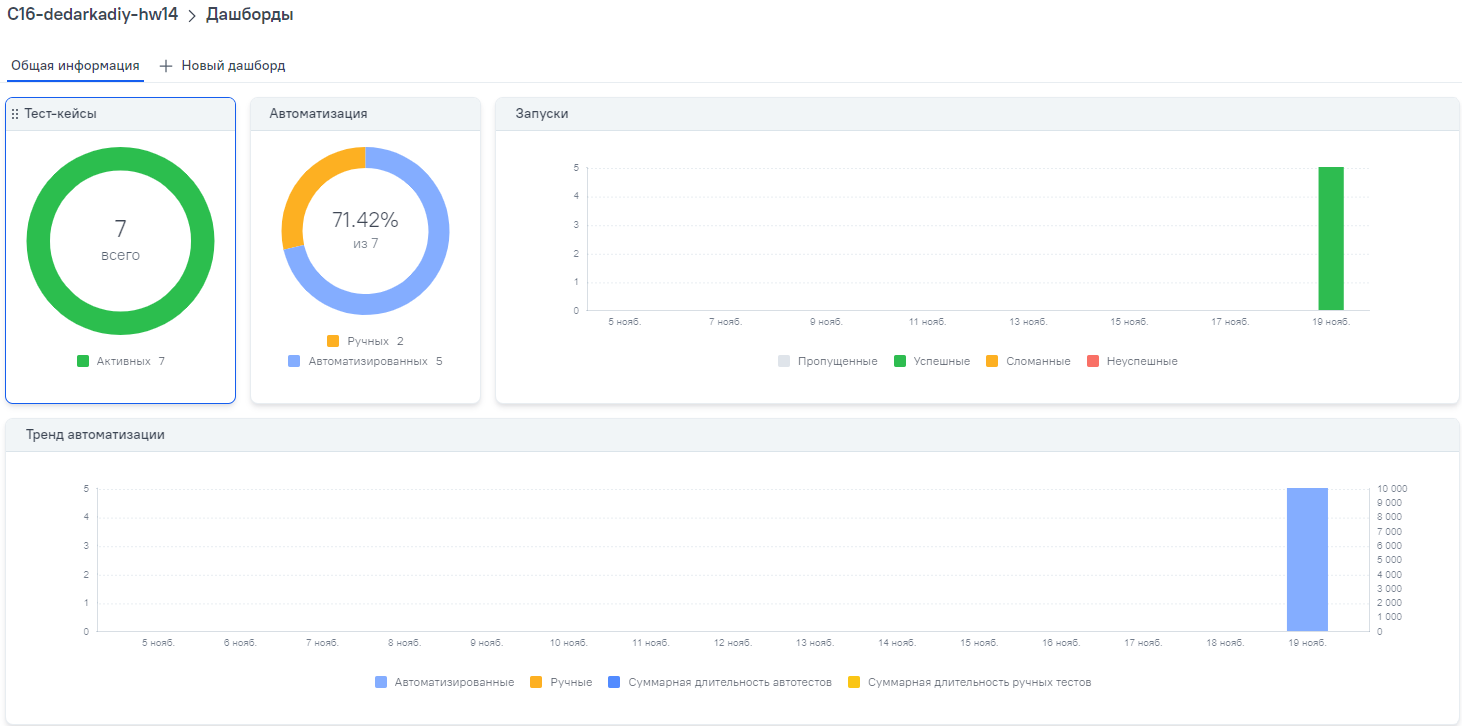 C16-dedarkadiy-hw14 > Дашборды
Общая информация + Новый дашборд
Тест-кейсы
7
всего
Активных 7
Автоматизация
71.42%
из 7
Ручных 2
Автоматизированных 5
Запуски
5
4
3
2
1
0
5 нояб. 7 нояб. 9 нояб. 11 нояб. 13 нояб. 15 нояб. 17 нояб. 19 нояб.
Пропущенные Успешные Сломанные Неуспешные
Тренд автоматизации
5
4
3
2
1
0
10 000
9 000
8 000
7 000
6 000
5 000
4 000
3 000
2 000
1 000
0
5 нояб. 6 нояб. 7 нояб. 8 нояб. 9 нояб. 10 нояб. 11 нояб. 12 нояб. 13 нояб. 14 нояб. 15 нояб. 16 нояб. 17 нояб. 18 нояб. 19 нояб.
Автоматизированные Ручные Суммарная длительность автотестов Суммарная длительность ручных тестов